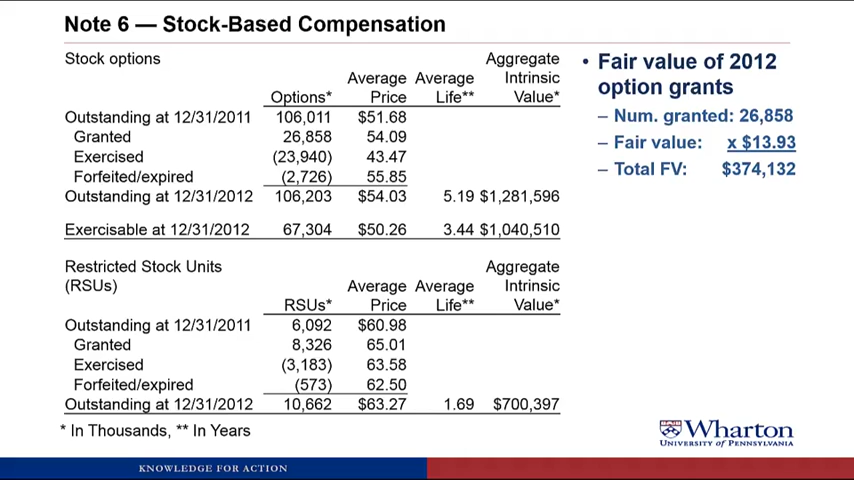 Note 6 — Stock-Based Compensation
Stock options
Aggregate
Average Average Intrinsic
Options* Price Life** Value*
Outstanding at 12/31/2011 106,011 $51.68
Granted 26,858 54.09
Exercised (23,940) 43.47
Forfeited/expired (2,726) 55.85
Outstanding at 12/31/2012 106,203 $54.03 5.19 $1,281,596
Exercisable at 12/31/2012 67,304 $50.26 3.44 $1,040,510
Restricted Stock Units Aggregate
(RSUs) Average Average Intrinsic
RSUs* Price Life** Value*
Outstanding at 12/31/2011 6,092 $60.98
Granted 8,326 65.01
Exercised (3,183) 63.58
Forfeited/expired (573) 62.50
Outstanding at 12/31/2012 10,662 $63.27 1.69 $700,397
* In Thousands, ** In Years
• Fair value of 2012
option grants
– Num. granted: 26,858
– Fair value: x $13.93
– Total FV: $374,132
Wharton
UNIVERSITY of PENNSYLVANIA
KNOWLEDGE FOR ACTION